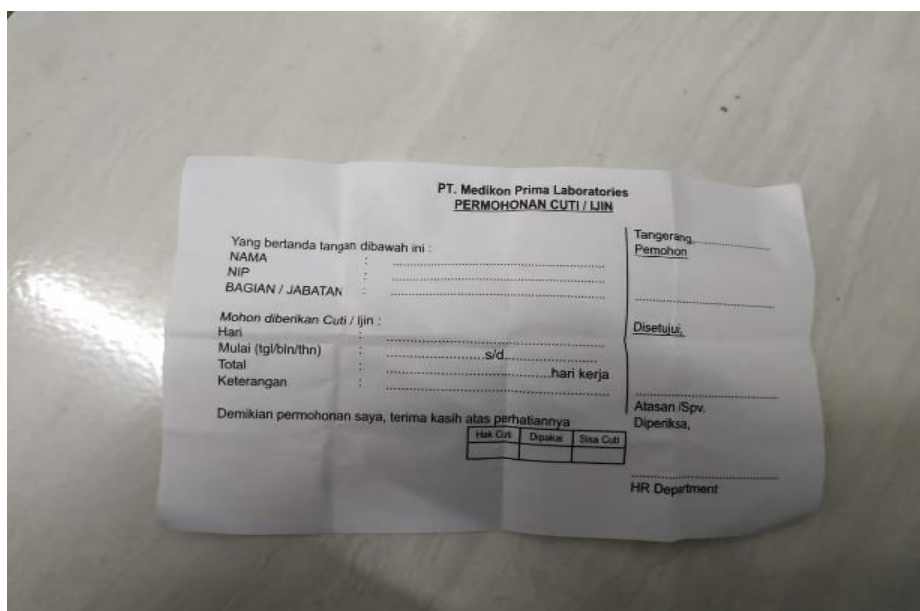 PT. Medikon Prima Laboratories
PERMOHONAN CUTI / IJIN
Yang bertanda tangan dibawah ini :
NAMA : ....................
NIP : ....................
BAGIAN / JABATAN : ....................
Mohon diberikan Cuti / Ijin :
Hari : ....................
Mulai (tgl/bln/thn) : ....................s/d....................
Total : ....................hari kerja
Keterangan : ....................
Demikian permohonan saya, terima kasih atas perhatiannya
Hak Cuti Dipakai Sisa Cuti
Tangerang,....................
Pemohon
....................
Disetujui,
....................
Atasan /Spv.
Diperiksa,
....................
HR Department